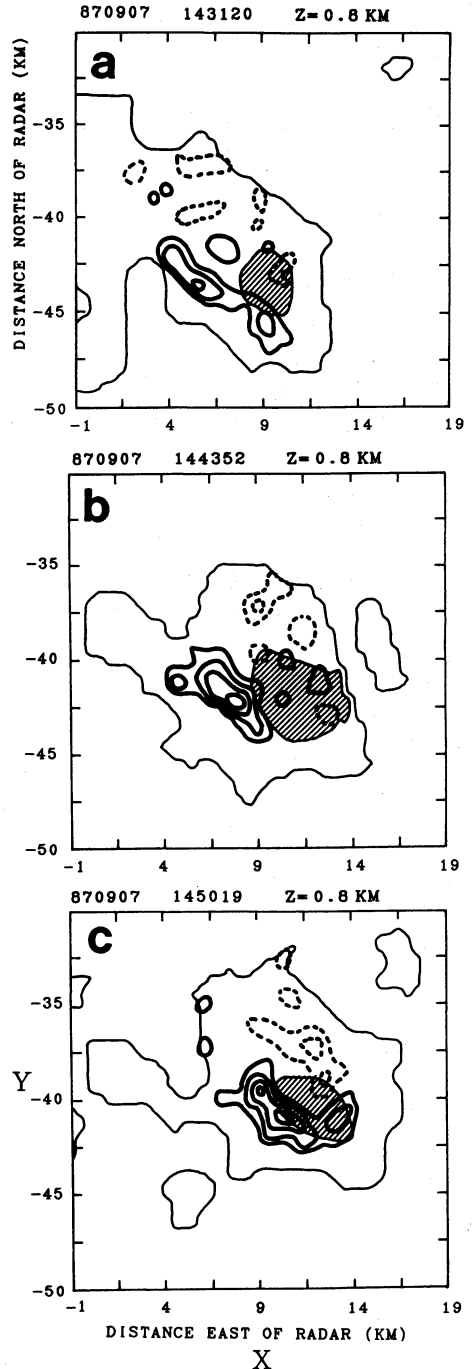 870907 143120 Z= 0.8 KM
a
DISTANCE NORTH OF RADAR (KM)
-35
-40
-45
-50
-1 4 9 14 19
870907 144352 Z= 0.8 KM
b
-35
-40
-45
-50
-1 4 9 14 19
870907 145019 Z= 0.8 KM
c
-35
Y
-40
-45
-50
-1 4 9 14 19
DISTANCE EAST OF RADAR (KM)
X